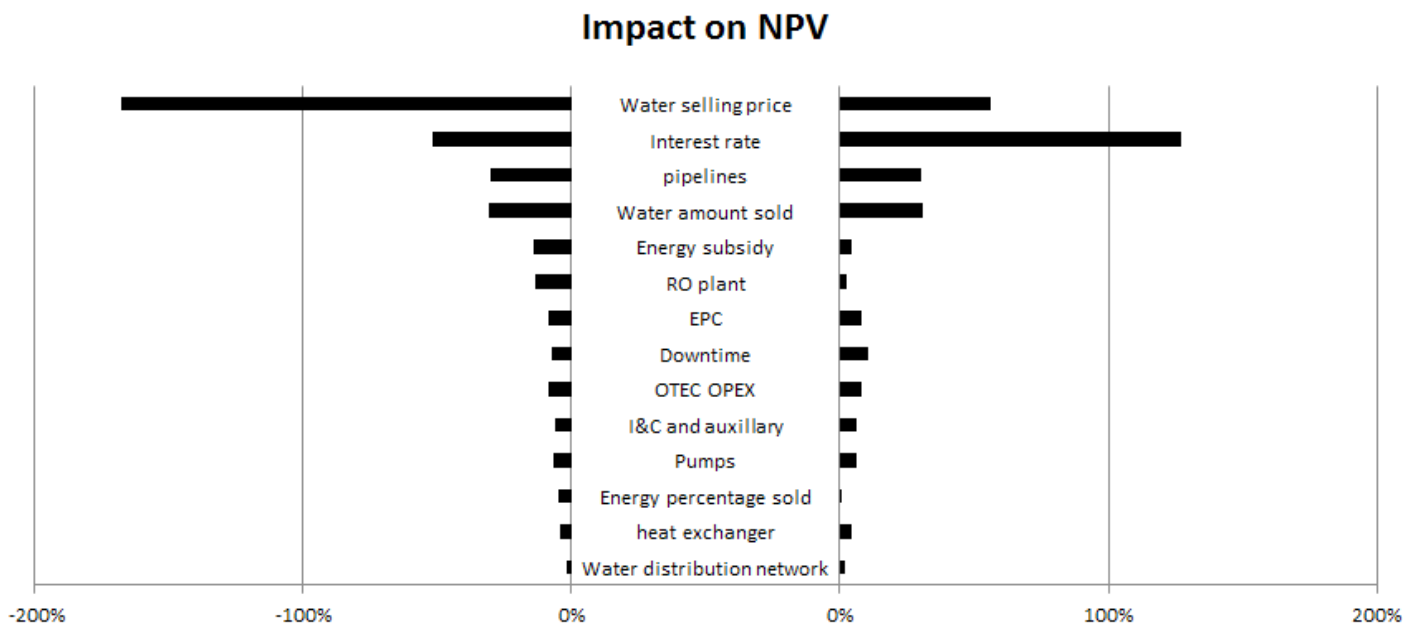 Impact on NPV
Water selling price
Interest rate
pipelines
Water amount sold
Energy subsidy
RO plant
EPC
Downtime
OTEC OPEX
I&C and auxillary
Pumps
Energy percentage sold
heat exchanger
Water distribution network
-200% -100% 0% 0% 100% 200%